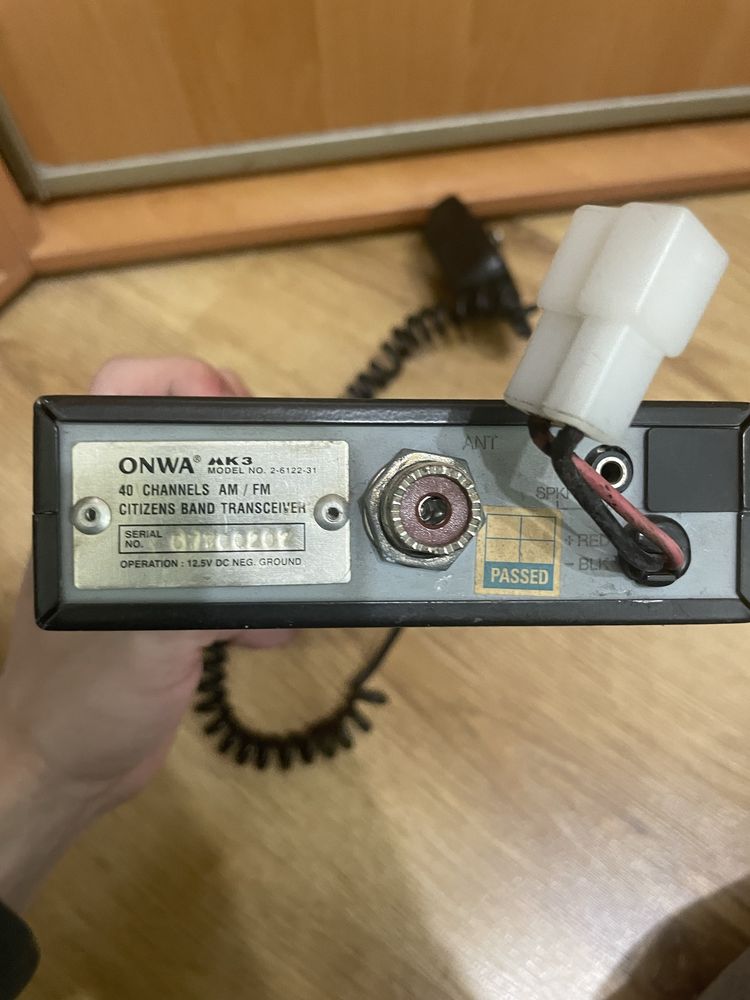 ONWA® MK3
MODEL NO. 2-6122-31
40 CHANNELS AM / FM
CITIZENS BAND TRANSCEIVER
SERIAL
NO.
OPERATION : 12.5V DC NEG. GROUND
ANT
PASSED
+ RED
- BLK